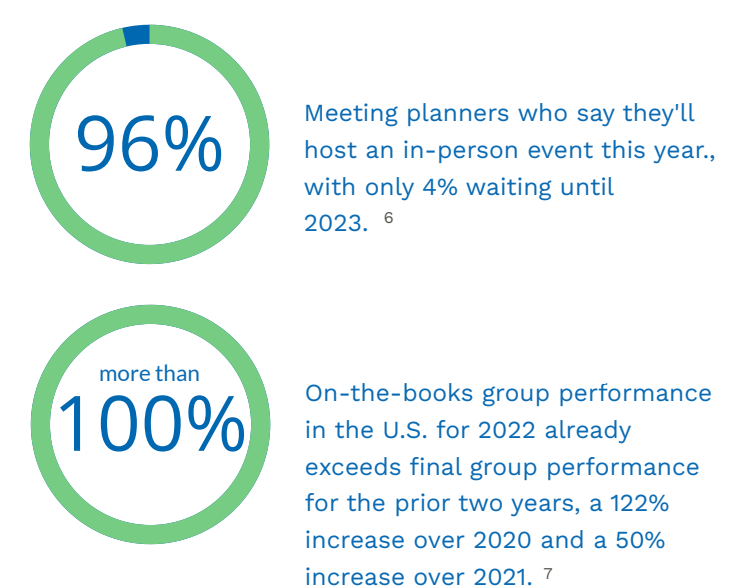 96%
Meeting planners who say they'll
host an in-person event this year.,
with only 4% waiting until
2023. 6
more than
100%
On-the-books group performance
in the U.S. for 2022 already
exceeds final group performance
for the prior two years, a 122%
increase over 2020 and a 50%
increase over 2021. 7